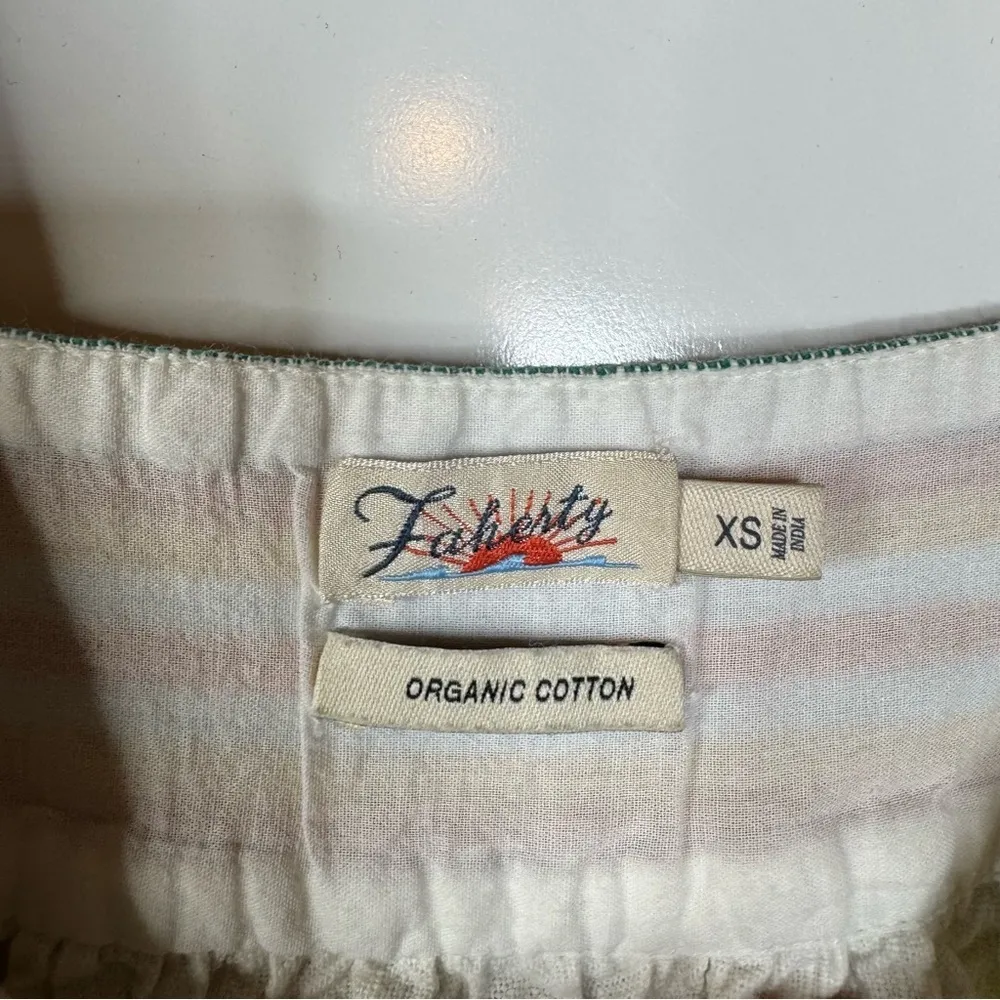 Faherty
XS
MADE IN
INDIA
ORGANIC COTTON